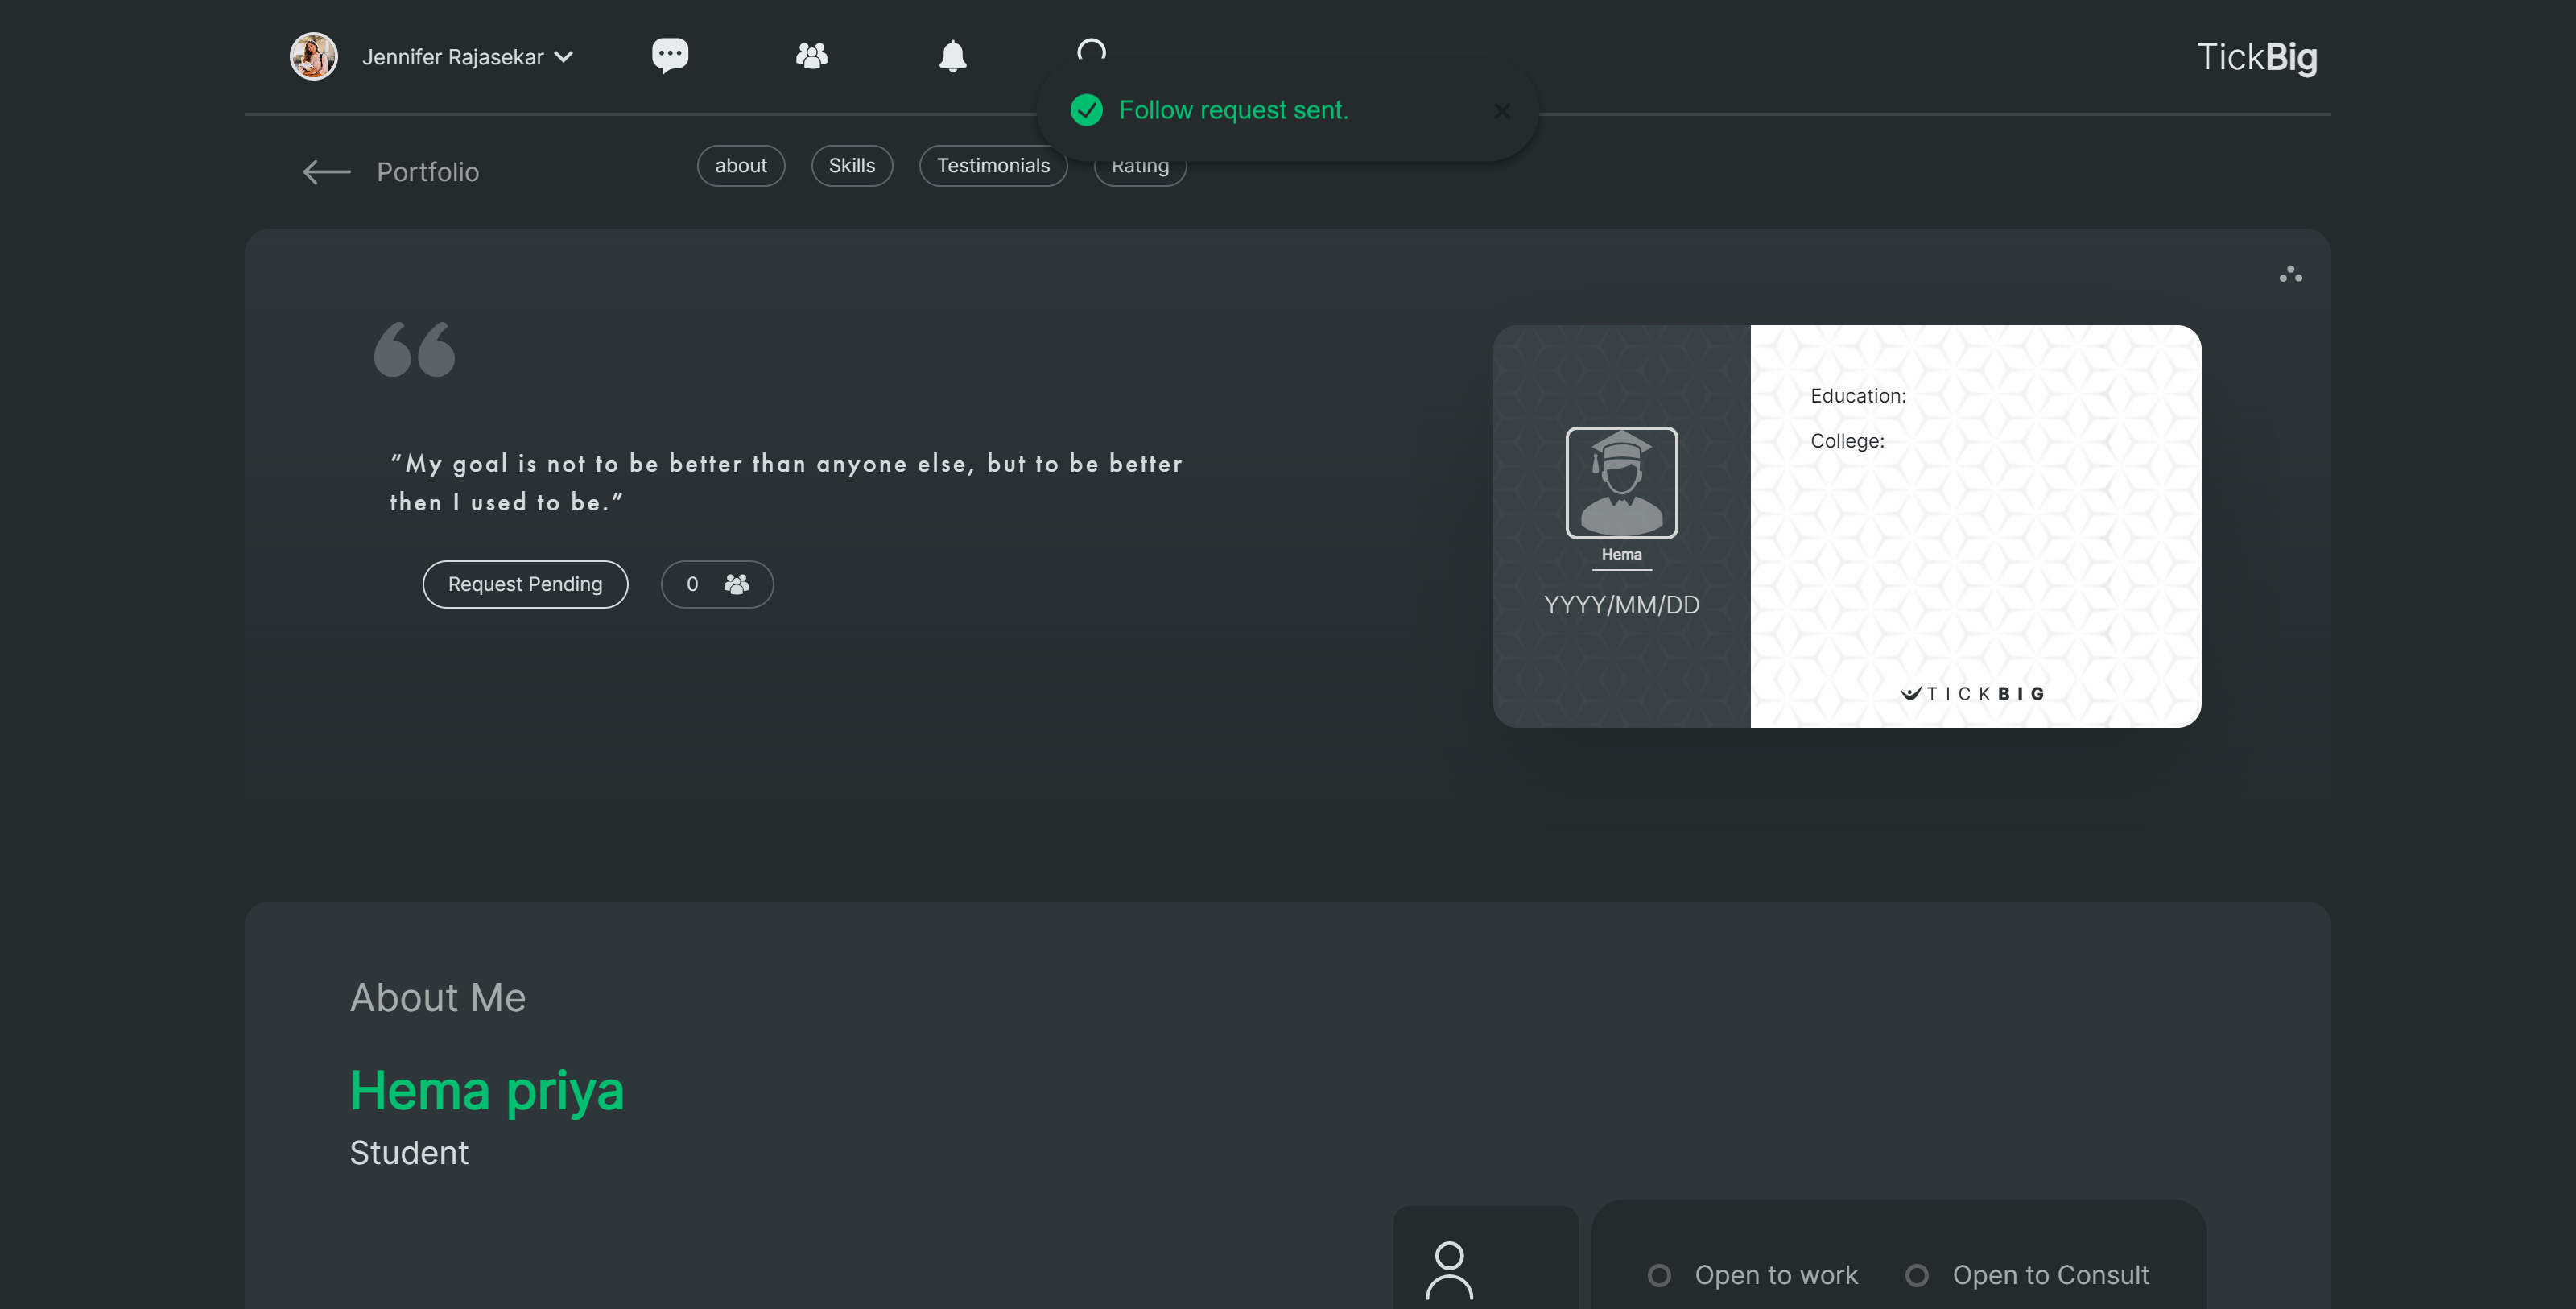 Jennifer Rajasekar
TickBig
Follow request sent.
Portfolio
about
Skills
Testimonials
Rating
“My goal is not to be better than anyone else, but to be better
then I used to be.”
Request Pending
0
Education:
College:
Hema
YYYY/MM/DD
TICKBIG
About Me
Hema priya
Student
Open to work
Open to Consult